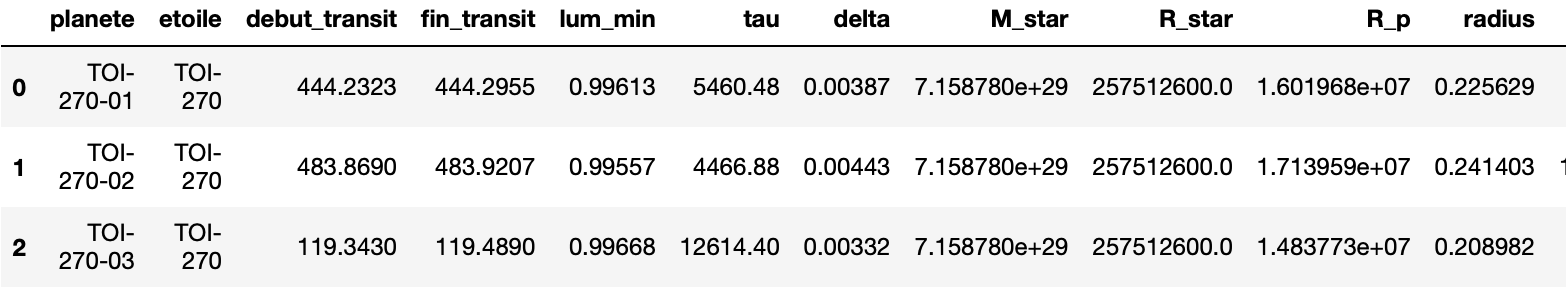 planete etoile debut_transit fin_transit lum_min tau delta M_star R_star R_p radius
0 TOI-270-01 TOI-270 444.2323 444.2955 0.99613 5460.48 0.00387 7.158780e+29 257512600.0 1.601968e+07 0.225629
1 TOI-270-02 TOI-270 483.8690 483.9207 0.99557 4466.88 0.00443 7.158780e+29 257512600.0 1.713959e+07 0.241403
2 TOI-270-03 TOI-270 119.3430 119.4890 0.99668 12614.40 0.00332 7.158780e+29 257512600.0 1.483773e+07 0.208982